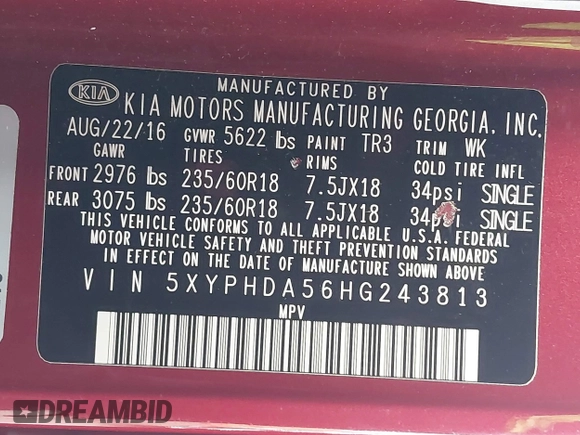 MANUFACTURED BY
KIA KIA MOTORS MANUFACTURING GEORGIA, INC.
AUG/22/16 GVWR 5622 lbs PAINT TR3 TRIM WK
GAWR TIRES RIMS COLD TIRE INFL
FRONT 2976 lbs 235/60R18 7.5JX18 34psi SINGLE
REAR 3075 lbs 235/60R18 7.5JX18 34psi SINGLE
THIS VEHICLE CONFORMS TO ALL APPLICABLE U.S.A. FEDERAL
MOTOR VEHICLE SAFETY AND THEFT PREVENTION STANDARDS
IN EFFECT ON THE DATE OF MANUFACTURE SHOWN ABOVE.
VIN 5XYPHDA56HG243813
MPV
DREAMBID